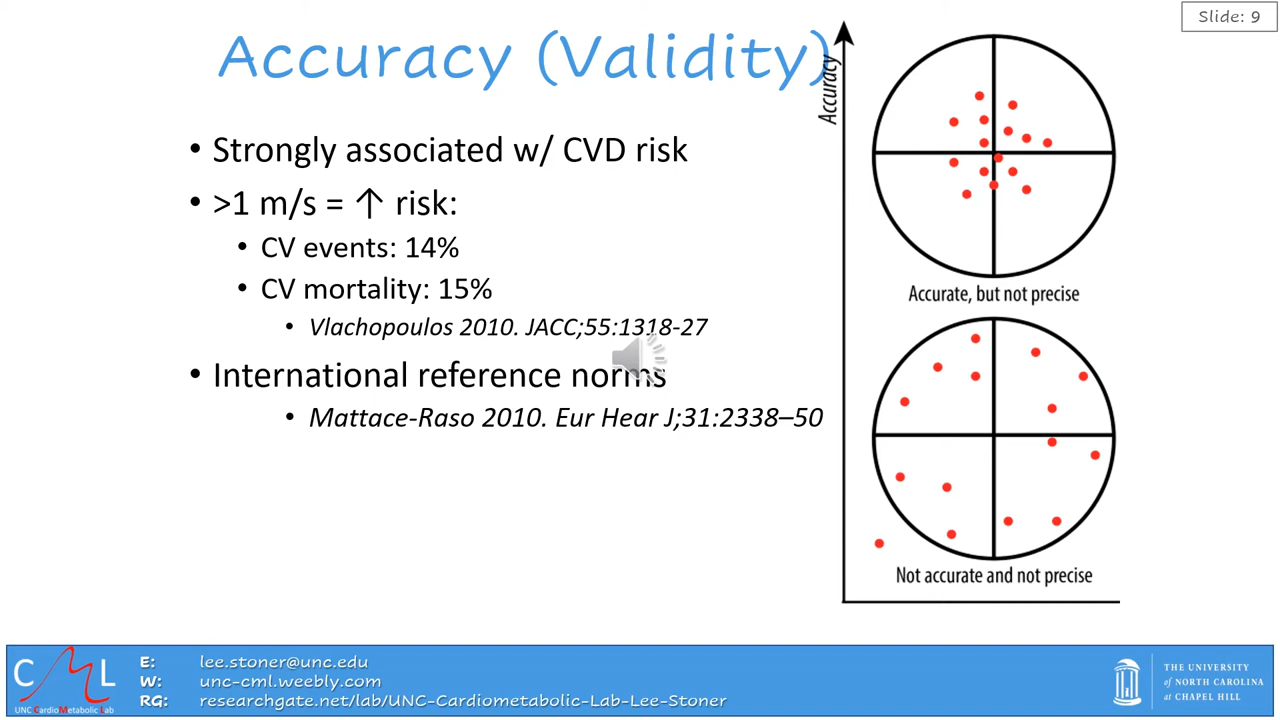 Slide: 9
Accuracy (Validity)
• Strongly associated w/ CVD risk
• >1 m/s = ↑ risk:
• CV events: 14%
• CV mortality: 15%
• Vlachopoulos 2010. JACC;55:1318-27
• International reference norms
• Mattace-Raso 2010. Eur Hear J;31:2338–50
Accuracy
Accurate, but not precise
Not accurate and not precise
CML
UNC CardioMetabolic Lab
E: lee.stoner@unc.edu
W: unc-cml.weebly.com
RG: researchgate.net/lab/UNC-Cardiometabolic-Lab-Lee-Stoner
THE UNIVERSITY
of NORTH CAROLINA
at CHAPEL HILL